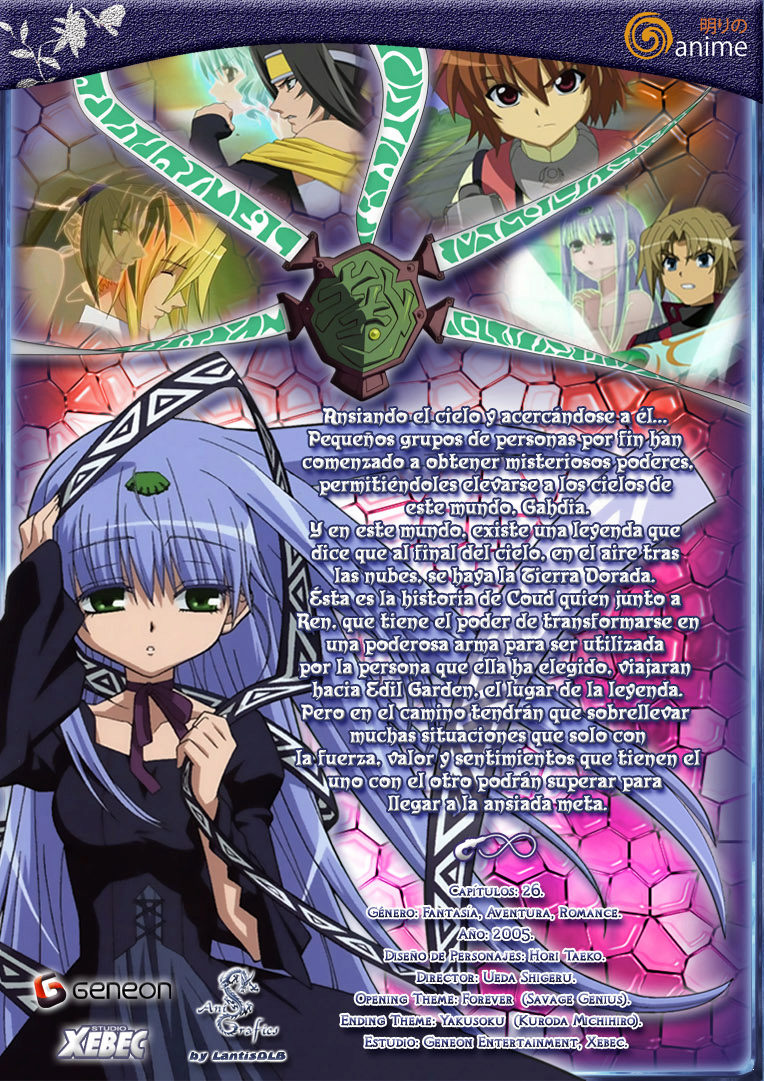 明りの
anime
Ansiando el cielo y acercándose a él...
Pequeños grupos de personas por fin han
comenzado a obtener misteriosos poderes,
permitiéndoles elevarse a los cielos de
este mundo, Gahdia.
Y en este mundo, existe una leyenda que
dice que al final del cielo, en el aire tras
las nubes, se haya la Tierra Dorada.
Esta es la historia de Coud quien junto a
Ren, que tiene el poder de transformarse en
una poderosa arma para ser utilizada
por la persona que élla ha elegido, viajaran
hacia Edil Garden, el lugar de la leyenda.
Pero en el camino tendrán que sobrellevar
muchas situaciones que solo con
la fuerza, valor y sentimientos que tienen el
uno con el otro podrán superar para
llegar a la ansiada meta.
Capítulos: 26.
Género: Fantasía, Aventura, Romance.
Año: 2005.
Diseño de Personajes: Hori Taeko.
Director: Ueda Shigeru.
Opening Theme: Forever (Savage Genius).
Ending Theme: Yakusoku (Kuroda Michihiro).
Estudio: Geneon Entertainment, Xebec.
GENEON
STUDIO
XEBEC
Ani
Grafics
by LantisDLB